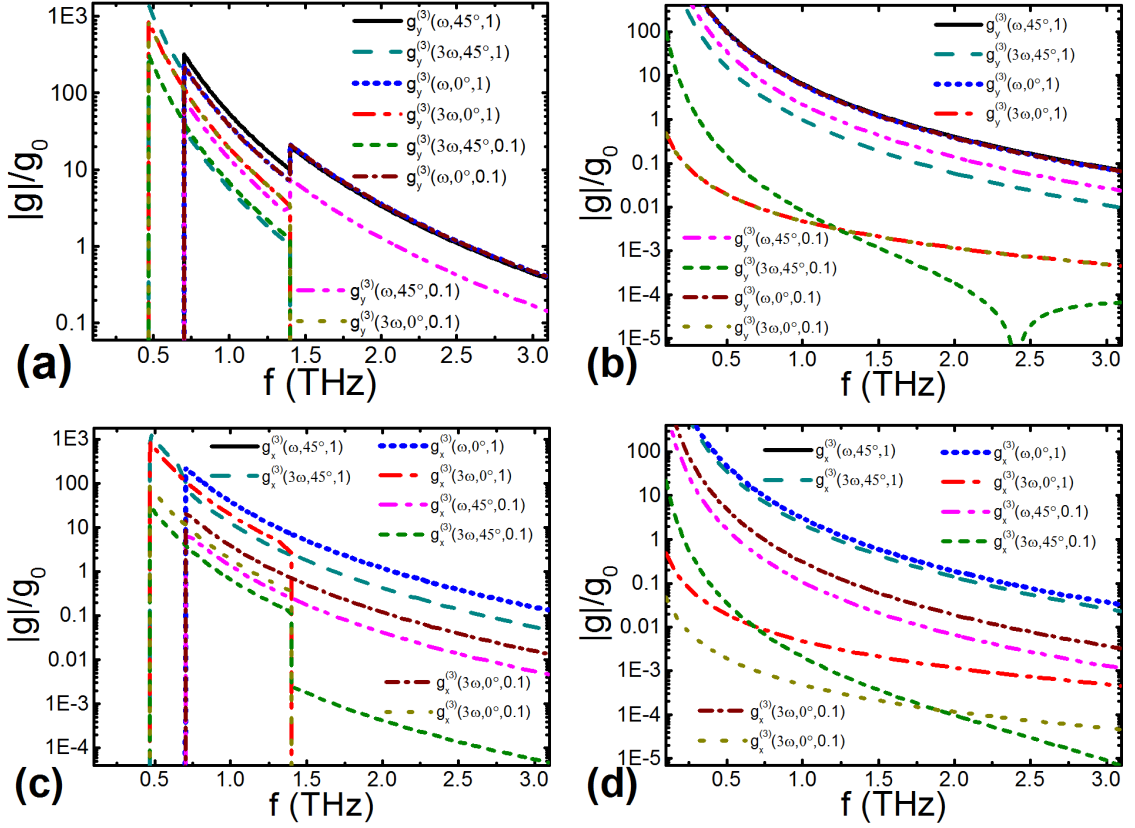 1E3
100
10
1
0.1
|g|/g₀
g_y^(3)(ω,45°,1)
g_y^(3)(3ω,45°,1)
g_y^(3)(ω,0°,1)
g_y^(3)(3ω,0°,1)
g_y^(3)(3ω,45°,0.1)
g_y^(3)(ω,0°,0.1)
g_y^(3)(ω,45°,0.1)
g_y^(3)(3ω,0°,0.1)
0.5 1.0 1.5 2.0 2.5 3.0
f (THz)
(a)
100
10
1
0.1
0.01
1E-3
1E-4
1E-5
|g|/g₀
g_y^(3)(ω,45°,1)
g_y^(3)(3ω,45°,1)
g_y^(3)(ω,0°,1)
g_y^(3)(3ω,0°,1)
g_y^(3)(ω,45°,0.1)
g_y^(3)(3ω,45°,0.1)
g_y^(3)(ω,0°,0.1)
g_y^(3)(3ω,0°,0.1)
0.5 1.0 1.5 2.0 2.5 3.0
f (THz)
(b)
1E3
100
10
1
0.1
0.01
1E-3
1E-4
|g|/g₀
g_x^(3)(ω,45°,1)
g_x^(3)(3ω,45°,1)
g_x^(3)(ω,0°,1)
g_x^(3)(3ω,0°,1)
g_x^(3)(ω,45°,0.1)
g_x^(3)(3ω,45°,0.1)
g_x^(3)(3ω,0°,0.1)
g_x^(3)(3ω,0°,0.1)
0.5 1.0 1.5 2.0 2.5 3.0
f (THz)
(c)
100
10
1
0.1
0.01
1E-3
1E-4
1E-5
|g|/g₀
g_x^(3)(ω,45°,1)
g_x^(3)(3ω,45°,1)
g_x^(3)(ω,0°,1)
g_x^(3)(3ω,0°,1)
g_x^(3)(ω,45°,0.1)
g_x^(3)(3ω,45°,0.1)
g_x^(3)(3ω,0°,0.1)
g_x^(3)(3ω,0°,0.1)
0.5 1.0 1.5 2.0 2.5 3.0
f (THz)
(d)